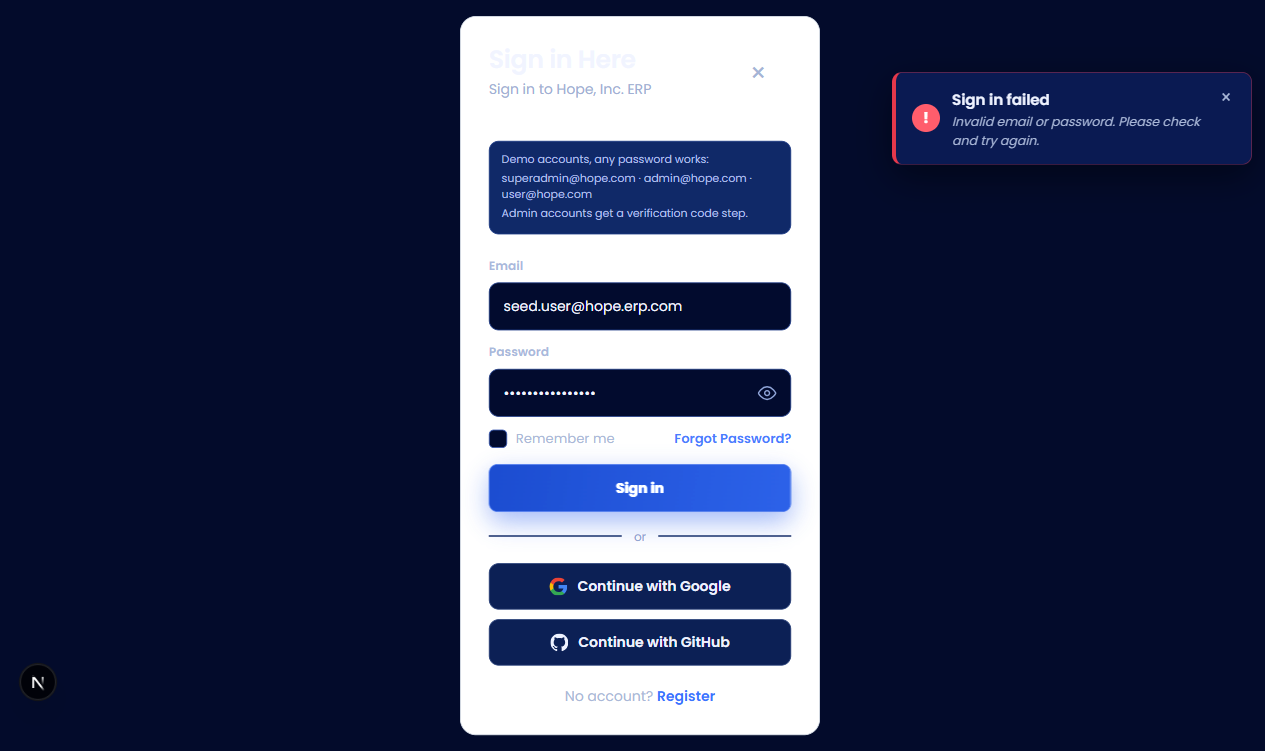 Sign in Here
Sign in to Hope, Inc. ERP
×
Demo accounts, any password works:
superadmin@hope.com · admin@hope.com ·
user@hope.com
Admin accounts get a verification code step.
Email
seed.user@hope.erp.com
Password
••••••••••••••••
Remember me
Forgot Password?
Sign in
or
Continue with Google
Continue with GitHub
No account? Register
Sign failed
Sign in failed
×
!
Invalid email or password. Please check
and try again.
N